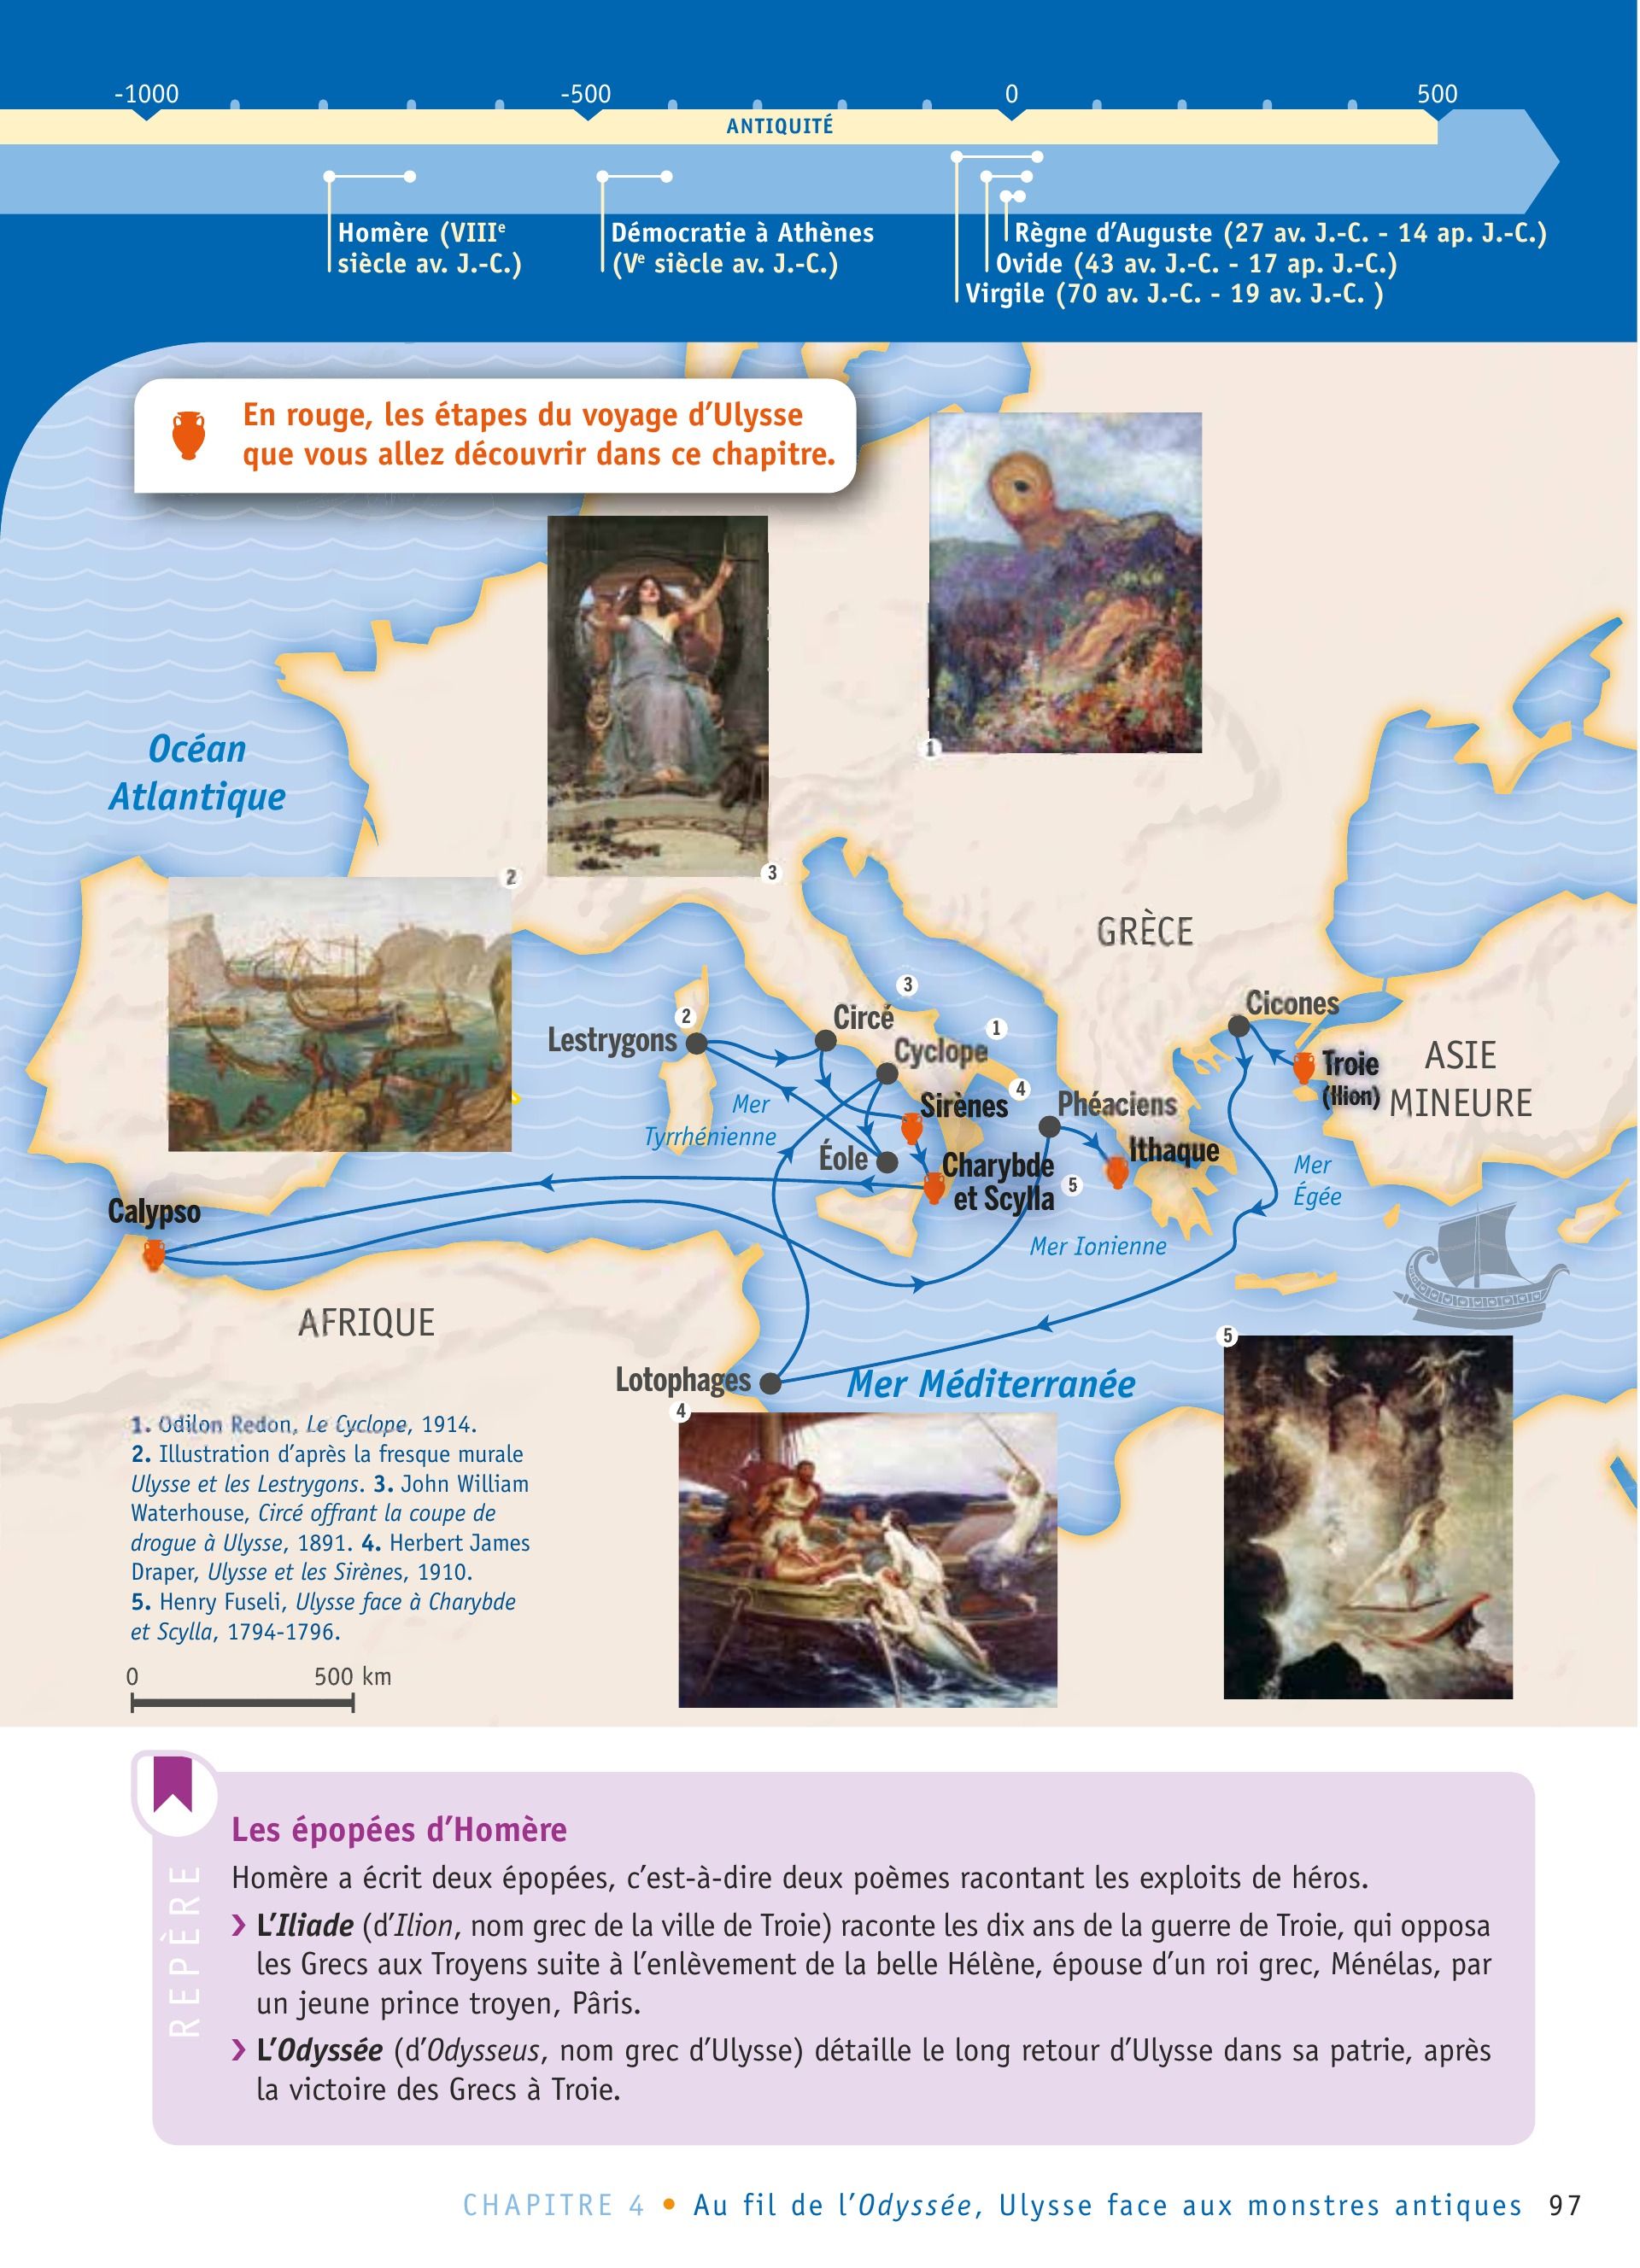 -1000 -500 0 500
ANTIQUITÉ
Homère (VIIIe
siècle av. J.-C.)
Démocratie à Athènes
(Ve siècle av. J.-C.)
Règne d’Auguste (27 av. J.-C. - 14 ap. J.-C.)
Ovide (43 av. J.-C. - 17 ap. J.-C.)
Virgile (70 av. J.-C. - 19 av. J.-C. )
En rouge, les étapes du voyage d’Ulysse
que vous allez découvrir dans ce chapitre.
1
Océan
Atlantique
2
3
GRÈCE
3
Cicones
2
Circé
1
Lestrygons
Cyclope
Troie
(Ilion)
ASIE
MINEURE
4
Mer
Tyrrhénienne
Sirènes
Phéaciens
Éole
Ithaque
Charybde
et Scylla
5
Mer
Égée
Calypso
Mer Ionienne
AFRIQUE
5
Lotophages
Mer Méditerranée
4
1. Odilon Redon, Le Cyclope, 1914.
2. Illustration d’après la fresque murale
Ulysse et les Lestrygons. 3. John William
Waterhouse, Circé offrant la coupe de
drogue à Ulysse, 1891. 4. Herbert James
Draper, Ulysse et les Sirènes, 1910.
5. Henry Fuseli, Ulysse face à Charybde
et Scylla, 1794-1796.
0 500 km
REPÈRE
Les épopées d’Homère
Homère a écrit deux épopées, c’est-à-dire deux poèmes racontant les exploits de héros.
› L’Iliade (d’Ilion, nom grec de la ville de Troie) raconte les dix ans de la guerre de Troie, qui opposa
les Grecs aux Troyens suite à l’enlèvement de la belle Hélène, épouse d’un roi grec, Ménélas, par
un jeune prince troyen, Pâris.
› L’Odyssée (d’Odysseus, nom grec d’Ulysse) détaille le long retour d’Ulysse dans sa patrie, après
la victoire des Grecs à Troie.
CHAPITRE 4 • Au fil de l’Odyssée, Ulysse face aux monstres antiques 97